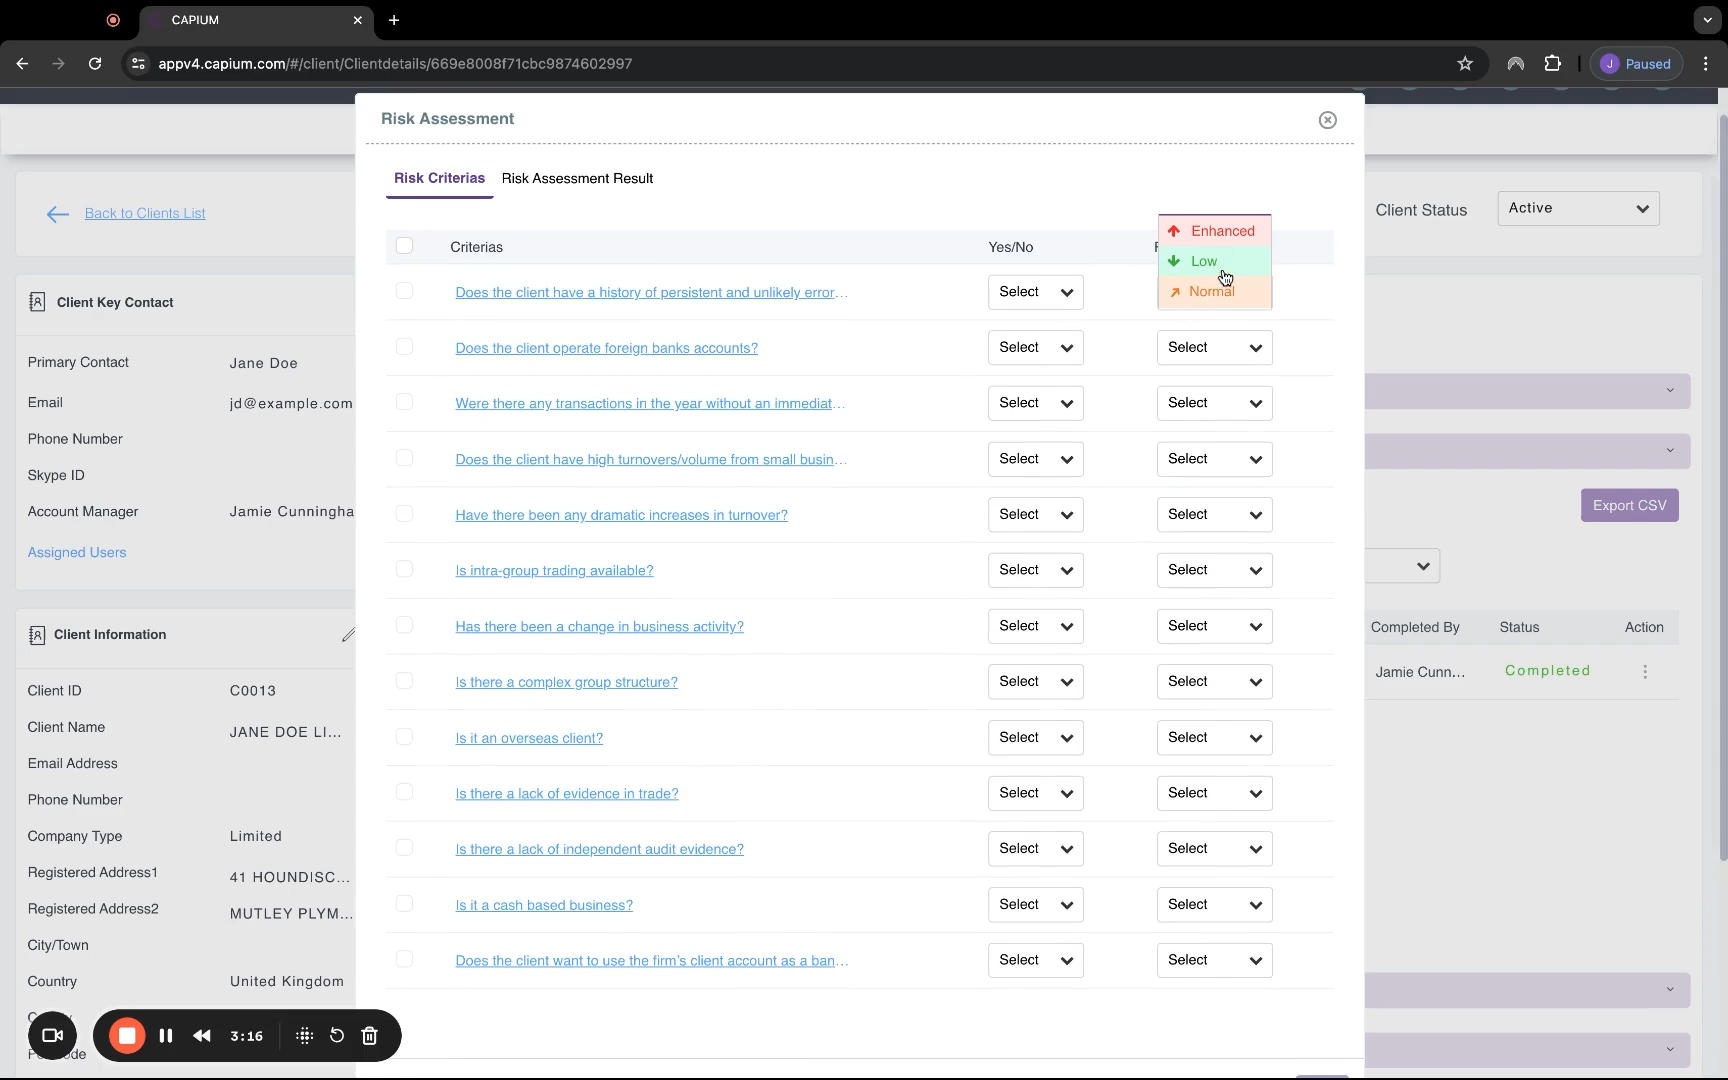 CAPIUM
appv4.capium.com/#/client/Clientdetails/669e8008f71cbc9874602997
J Paused
Risk Assessment
Risk Criterias Risk Assessment Result
Back to Clients List
Client Status Active
Enhanced
Low
Normal
Criterias Yes/No
Does the client have a history of persistent and unlikely error... Select
Does the client operate foreign banks accounts? Select Select
Were there any transactions in the year without an immediat... Select Select
Does the client have high turnovers/volume from small busin... Select Select
Have there been any dramatic increases in turnover? Select Select
Is intra-group trading available? Select Select
Has there been a change in business activity? Select Select
Is there a complex group structure? Select Select
Is it an overseas client? Select Select
Is there a lack of evidence in trade? Select Select
Is there a lack of independent audit evidence? Select Select
Is it a cash based business? Select Select
Does the client want to use the firm's client account as a ban... Select Select
Client Key Contact
Primary Contact Jane Doe
Email jd@example.com
Phone Number
Skype ID
Account Manager Jamie Cunningha
Assigned Users
Client Information
Client ID C0013
Client Name JANE DOE LI...
Email Address
Phone Number
Company Type Limited
Registered Address1 41 HOUNDISC...
Registered Address2 MUTLEY PLYM...
City/Town
Country United Kingdom
Export CSV
Completed By Status Action
Jamie Cunn... Completed
3:16